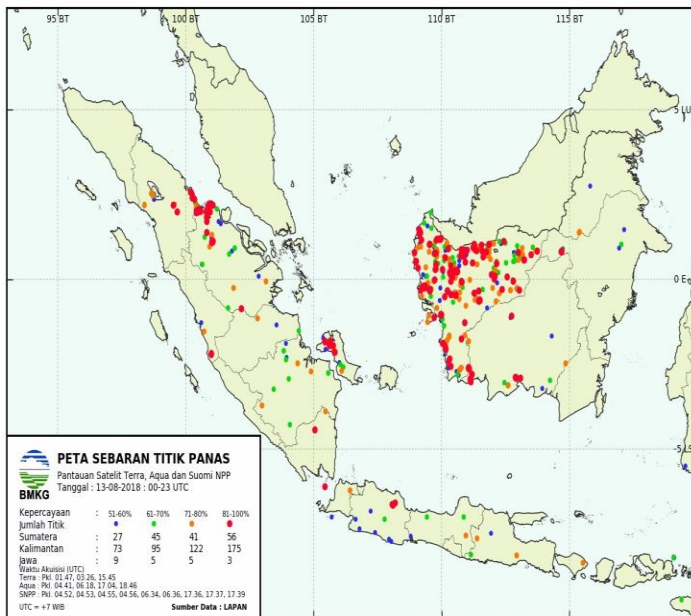 95 BT
100 BT
105 BT
110 BT
115 BT
5 LU
0 E
5 LS
PETA SEBARAN TITIK PANAS
Pantauan Satelit Terra, Aqua dan Suomi NPP
Tanggal : 13-08-2018 : 00-23 UTC
BMKG
Kepercayaan : 51-60% 61-70% 71-80% 81-100%
Jumlah Titik :
Sumatera : 27 45 41 56
Kalimantan : 73 95 122 175
Jawa : 9 5 5 3
Waktu Akuisisi (UTC)
Terra : Pkl. 01.47, 03.26, 15.45
Aqua : Pkl. 04.41, 06.18, 17.04, 18.46
SNPP : Pkl. 04.52, 04.53, 04.55, 04.56, 06.34, 06.36, 17.36, 17.37, 17.39
UTC = +7 WIB Sumber Data : LAPAN